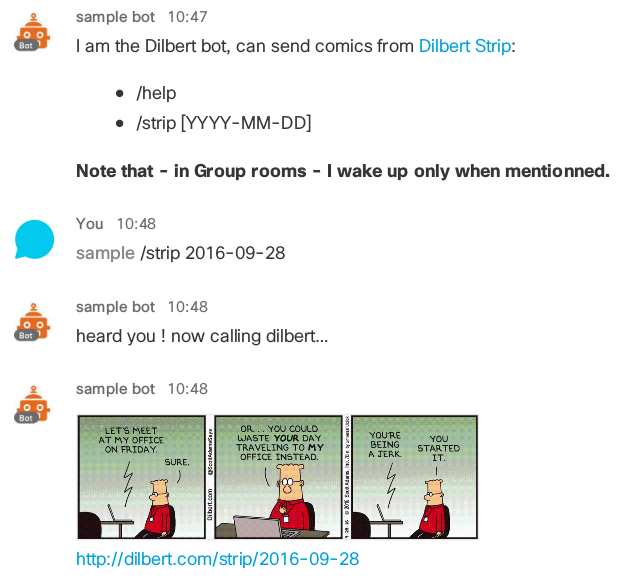 sample bot 10:47
I am the Dilbert bot, can send comics from Dilbert Strip:
• /help
• /strip [YYYY-MM-DD]
Note that - in Group rooms - I wake up only when mentionned.
You 10:48
sample /strip 2016-09-28
sample bot 10:48
heard you ! now calling dilbert...
sample bot 10:48
LET'S MEET
AT MY OFFICE
ON FRIDAY.
SURE.
Dilbert.com
OR... YOU COULD
WASTE YOUR DAY
TRAVELING TO MY
OFFICE INSTEAD.
YOU'RE
BEING
A JERK.
YOU
STARTED
IT.
http://dilbert.com/strip/2016-09-28
Bot
Bot
Bot